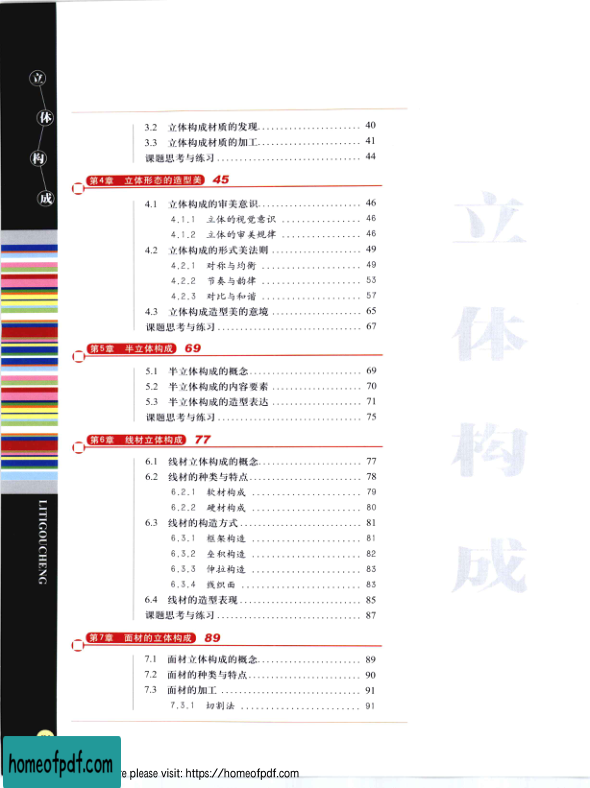 立体构成
3.2 立体构成材质的发现....................... 40
3.3 立体构成材质的加工....................... 41
课题思考与练习.......................... 44
第4章 立体形态的造型美 45
4.1 立体构成的审美意识....................... 46
4.1.1 立体的视觉意识 ................ 46
4.1.2 立体的审美规律 ................ 46
4.2 立体构成的形式美法则 .................... 49
4.2.1 对称与均衡 .................... 49
4.2.2 节奏与韵律 .................... 53
4.2.3 对比与和谐 .................... 57
4.3 立体构成造型美的意境 .................... 65
课题思考与练习.......................... 67
第5章 半立体构成 69
5.1 半立体构成的概念......................... 69
5.2 半立体构成的内容要素 .................... 70
5.3 半立体构成的造型表达 .................... 71
课题思考与练习.......................... 75
第6章 线材立体构成 77
6.1 线材立体构成的概念....................... 77
6.2 线材的种类与特点......................... 78
6.2.1 软材构成 ...................... 79
6.2.2 硬材构成 ...................... 80
6.3 线材的构造方式........................... 81
6.3.1 框架构造 ...................... 81
6.3.2 垒积构造 ...................... 82
6.3.3 伸拉构造 ...................... 83
6.3.4 线织面 ........................ 83
6.4 线材的造型表现........................... 85
课题思考与练习.......................... 87
第7章 面材的立体构成 89
7.1 面材立体构成的概念....................... 89
7.2 面材的种类与特点......................... 90
7.3 面材的加工 .............................. 91
7.3.1 切割法 ........................ 91
立
体
构
成
LITIGOUCHENG
homeofpdf.com
re please visit: https://homeofpdf.com